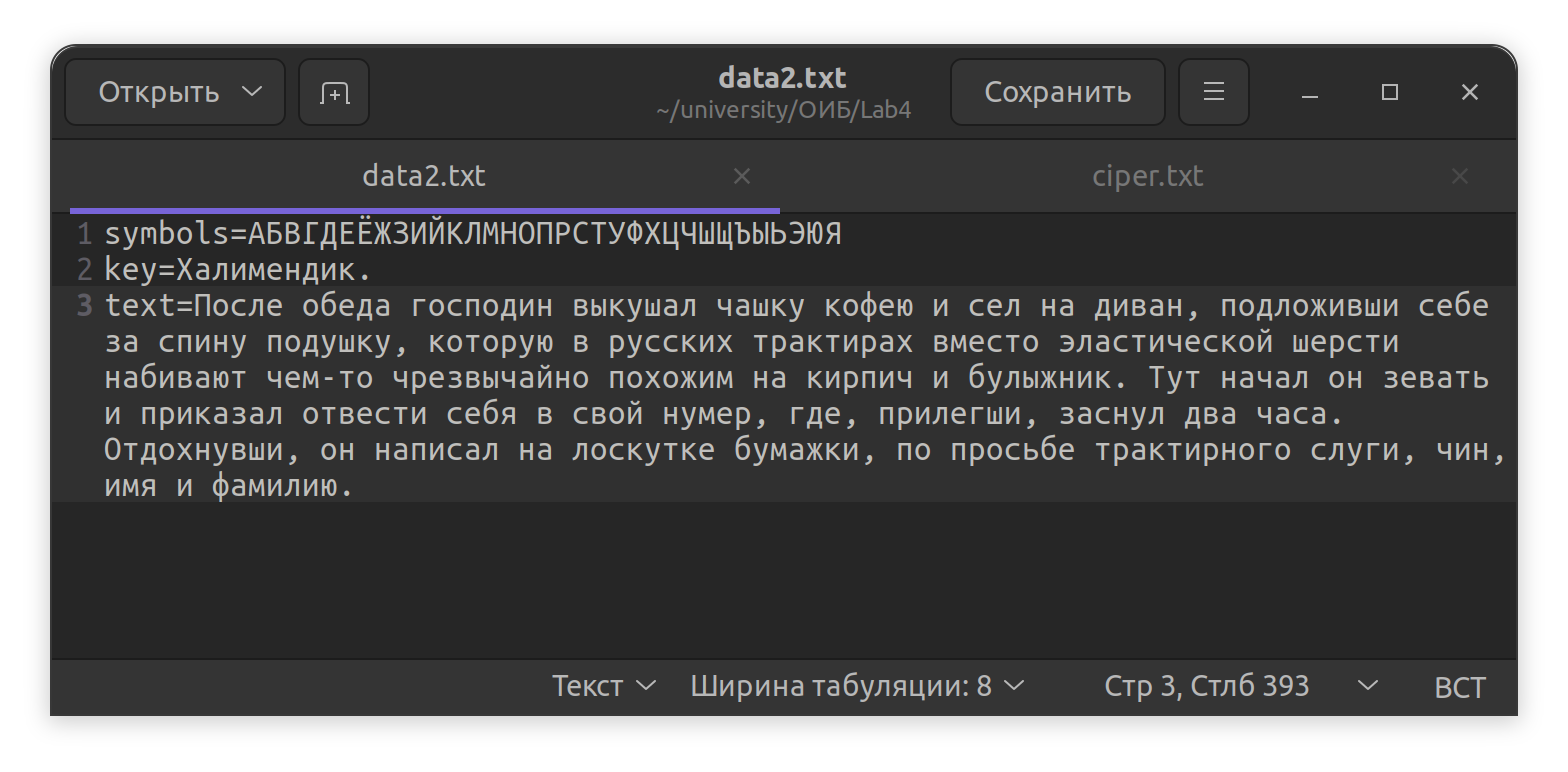 Открыть
data2.txt
~/university/ОИБ/Lab4
Сохранить
data2.txt
ciper.txt
1 symbols=АБВГДЕЁЖЗИЙКЛМНОПРСТУФХЦЧШЩЪЫЬЭЮЯ
2 key=Халимендик.
3 text=После обеда господин выкушал чашку кофею и сел на диван, подложивши себе
за спину подушку, которую в русских трактирах вместо эластической шерсти
набивают чем-то чрезвычайно похожим на кирпич и булыжник. Тут начал он зевать
и приказал отвести себя в свой нумер, где, прилегши, заснул два часа.
Отдохнувши, он написал на лоскутке бумажки, по просьбе трактирного слуги, чин,
имя и фамилию.
Текст
Ширина табуляции: 8
Стр 3, Стлб 393
ВСТ